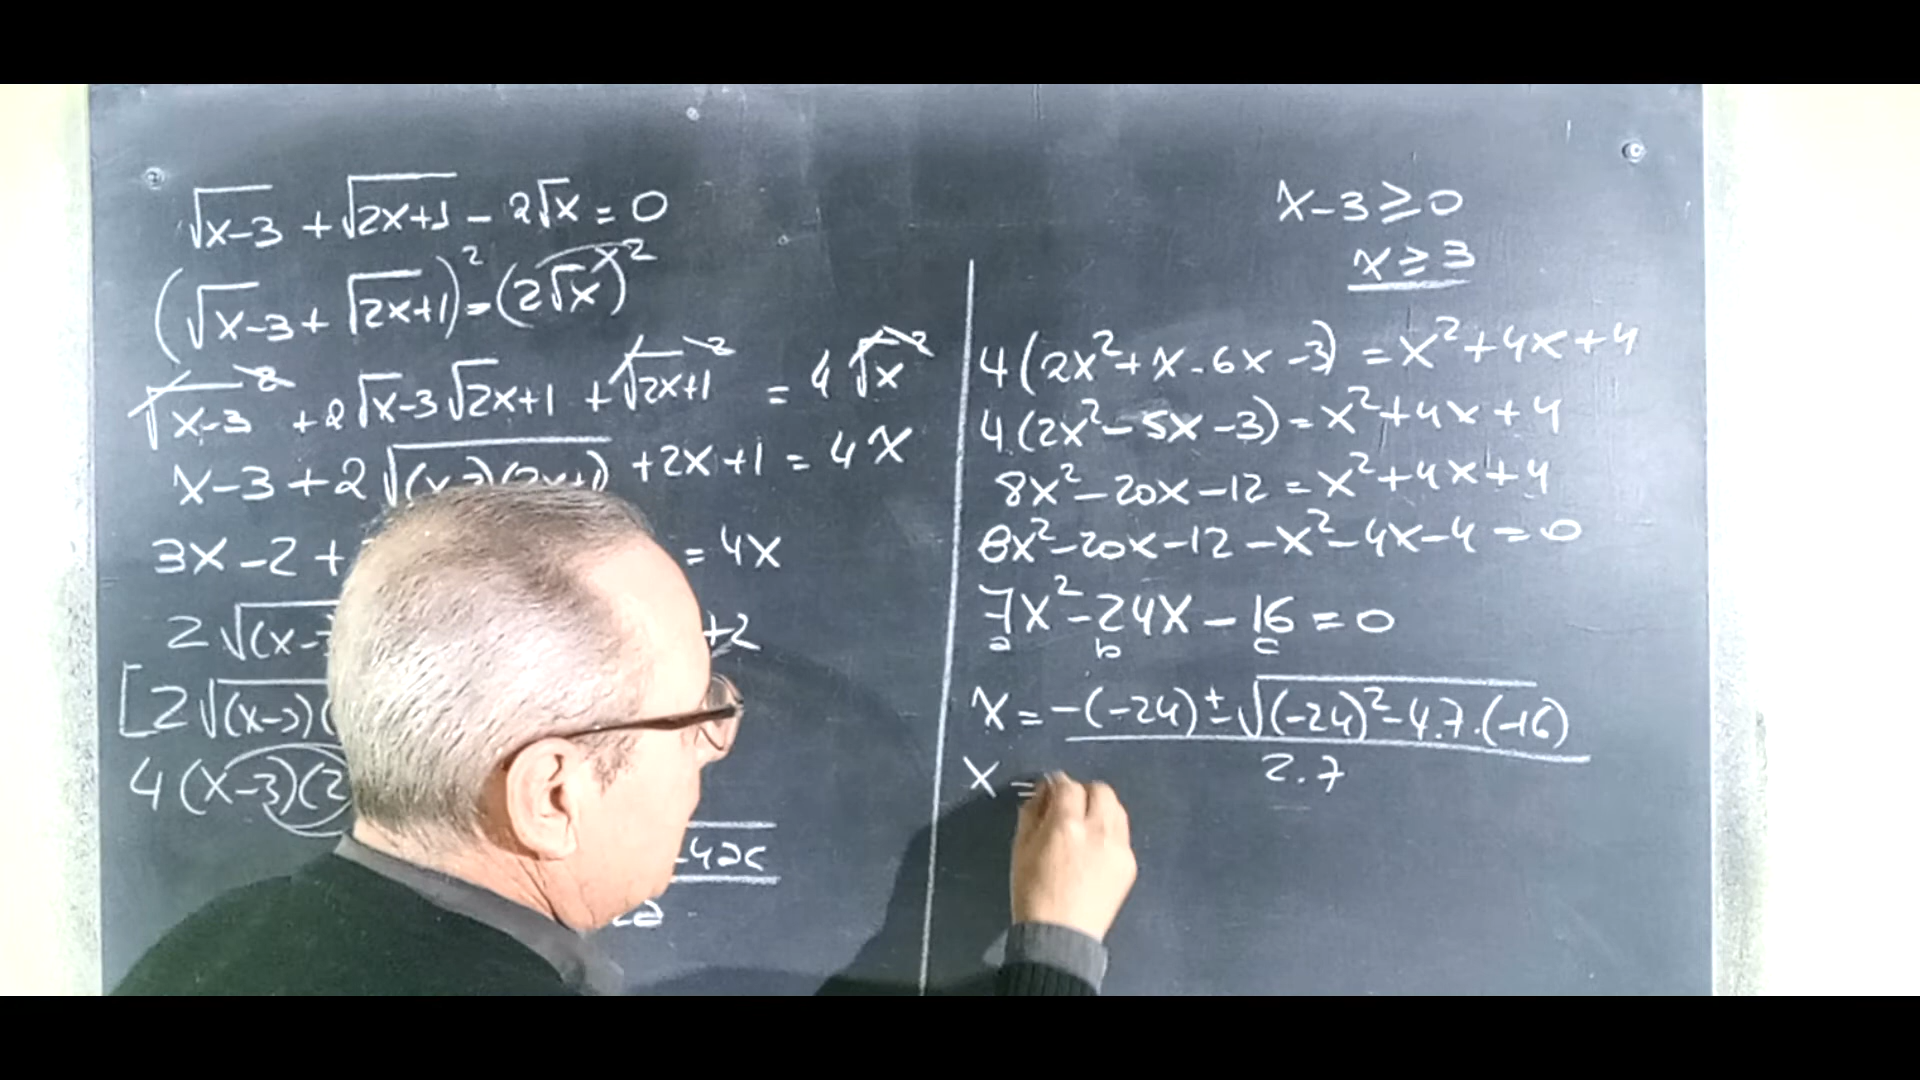 √x-3 + √2x+1 - 2√x = 0
(√x-3 + √2x+1)² = (2√x)²
√x-3² + 2√x-3√2x+1 + √2x+1² = 4√x²
x-3+2√(x-3)(2x+1) +2x+1 = 4x
3x-2+ = 4x
2√(x-3 +2
[2√(x-3)(
4(x-3)(2
-4ac
2a
x-3≥0
x≥3
4(2x²+x-6x-3) = x²+4x+4
4(2x²-5x-3) = x²+4x+4
8x²-20x-12 = x²+4x+4
8x²-20x-12-x²-4x-4 = 0
7x²-24x-16 = 0
a b c
x = -(-24) ± √(-24)²-4.7.(-16)
2.7
x =